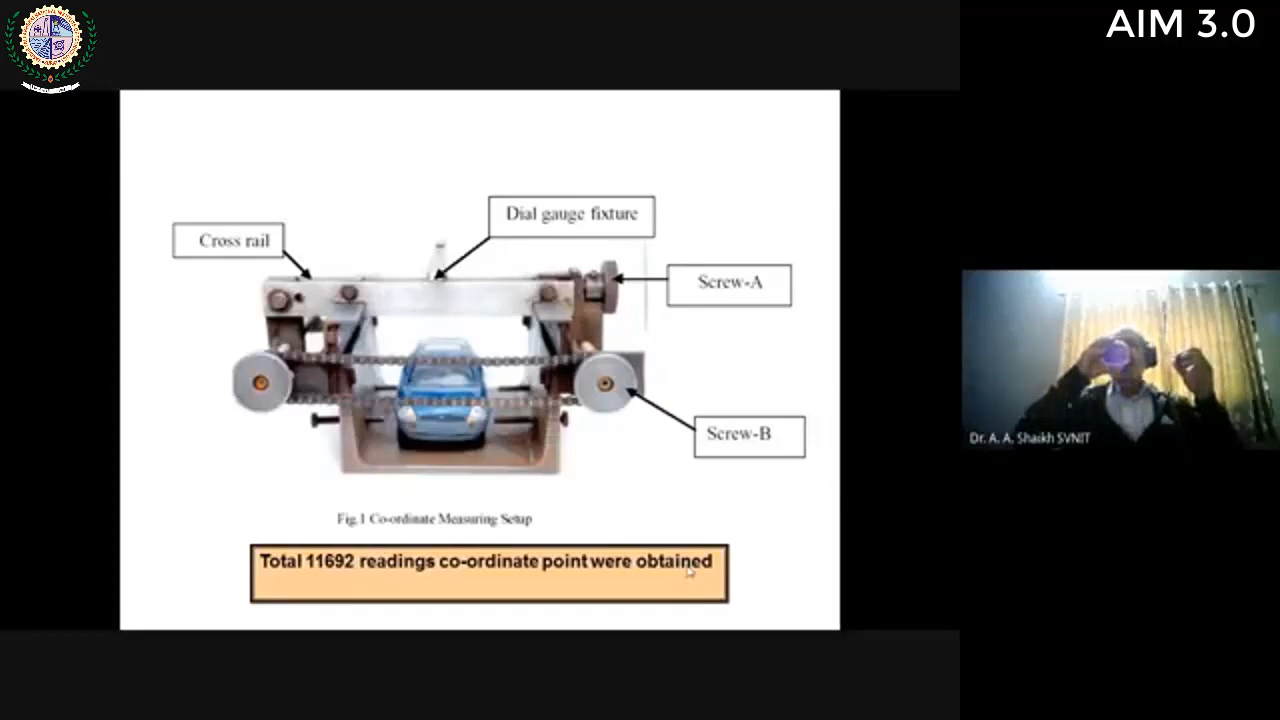 AIM 3.0
Dial gauge fixture
Cross rail
Screw-A
Screw-B
Dr. A. A. Shaikh SVNIT
Fig.1 Co-ordinate Measuring Setup
Total 11692 readings co-ordinate point were obtained